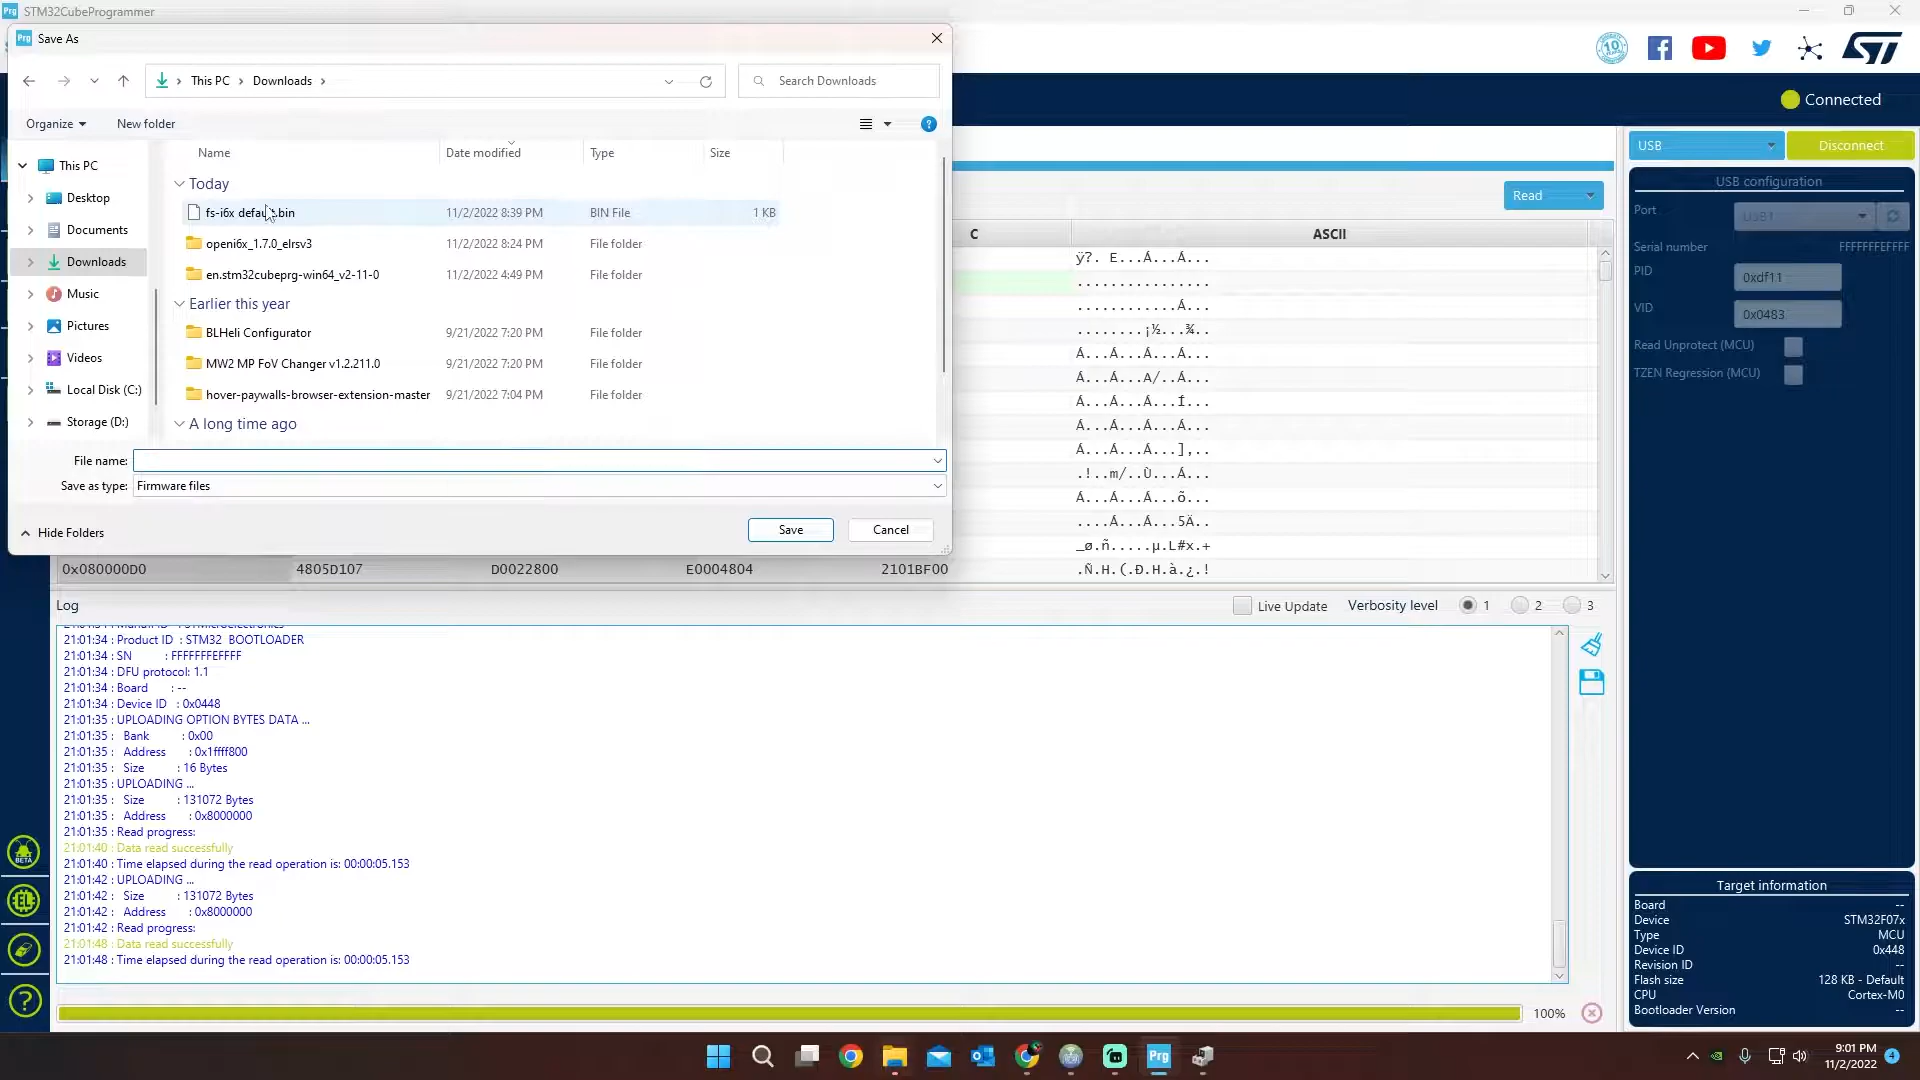 STM32CubeProgrammer
Save As
This PC > Downloads >
Search Downloads
Organize
New folder
Name Date modified Type Size
This PC
Desktop
Documents
Downloads
Music
Pictures
Videos
Local Disk (C:)
Storage (D:)
Today
fs-i6x default.bin 11/2/2022 8:39 PM BIN File 1 KB
openi6x_1.7.0_elrsv3 11/2/2022 8:24 PM File folder
en.stm32cubeprg-win64_v2-11-0 11/2/2022 4:49 PM File folder
Earlier this year
BLHeli Configurator 9/21/2022 7:20 PM File folder
MW2 MP FoV Changer v1.2.211.0 9/21/2022 7:20 PM File folder
hover-paywalls-browser-extension-master 9/21/2022 7:04 PM File folder
A long time ago
File name:
Save as type: Firmware files
Hide Folders
Save
Cancel
Connected
Read
C ASCII
ÿ?. E...Á...Á...
................
............Á...
........¡½...¾..
Á...Á...Á...Á...
Á...Á...A/..Á...
Á...Á...Á...Í...
Á...Á...Á...Á...
Á...Á...Á...],..
.!..m/..Ù...Á...
Á...Á...Á...õ...
....Á...Á...5Ä..
_ø.ñ.....µ.L#x.+
.Ñ.H.(.Ð.H.à.¿.!
0x080000D0 4805D107 D0022800 E0004804 2101BF00
Log
Live Update
Verbosity level 1 2 3
21:01:34 : Product ID : STM32 BOOTLOADER
21:01:34 : SN : FFFFFFFEFFFF
21:01:34 : DFU protocol: 1.1
21:01:34 : Board : --
21:01:34 : Device ID : 0x0448
21:01:35 : UPLOADING OPTION BYTES DATA ...
21:01:35 : Bank : 0x00
21:01:35 : Address : 0x1ffff800
21:01:35 : Size : 16 Bytes
21:01:35 : UPLOADING ...
21:01:35 : Size : 131072 Bytes
21:01:35 : Address : 0x8000000
21:01:35 : Read progress:
21:01:40 : Data read successfully
21:01:40 : Time elapsed during the read operation is: 00:00:05.153
21:01:42 : UPLOADING ...
21:01:42 : Size : 131072 Bytes
21:01:42 : Address : 0x8000000
21:01:42 : Read progress:
21:01:48 : Data read successfully
21:01:48 : Time elapsed during the read operation is: 00:00:05.153
100%
USB
Disconnect
USB configuration
Port USB1
Serial number FFFFFFFEFFFF
PID 0xdf11
VID 0x0483
Read Unprotect (MCU)
TZEN Regression (MCU)
Target information
Board --
Device STM32F07x
Type MCU
Device ID 0x448
Revision ID --
Flash size 128 KB - Default
CPU Cortex-M0
Bootloader Version --
9:01 PM
11/2/2022
4
Prg
BETA